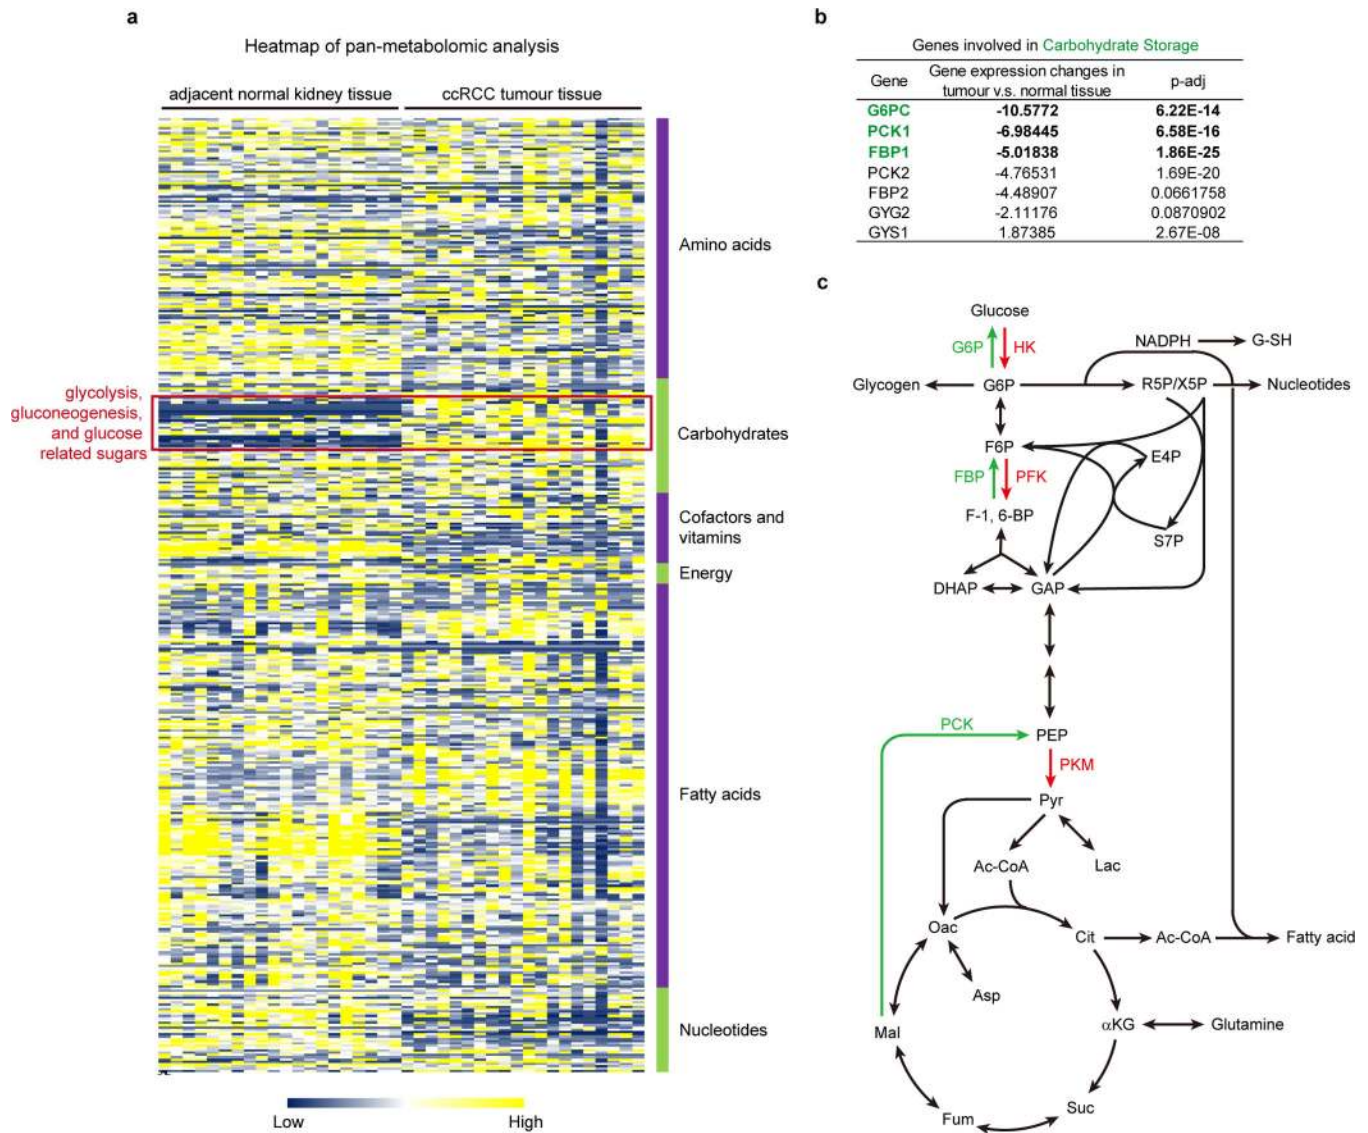 a
Heatmap of pan-metabolomic analysis
adjacent normal kidney tissue
ccRCC tumour tissue
Amino acids
glycolysis,
gluconeogenesis,
and glucose
related sugars
Carbohydrates
Cofactors and
vitamins
Energy
Fatty acids
Nucleotides
Low
High
b
Genes involved in Carbohydrate Storage
Gene
Gene expression changes in
tumour v.s. normal tissue
p-adj
G6PC -10.5772 6.22E-14
PCK1 -6.98445 6.58E-16
FBP1 -5.01838 1.86E-25
PCK2 -4.76531 1.69E-20
FBP2 -4.48907 0.0661758
GYG2 -2.11176 0.0870902
GYS1 1.87385 2.67E-08
c
Glucose
G6P HK
NADPH G-SH
Glycogen G6P R5P/X5P Nucleotides
F6P E4P
FBP PFK
F-1, 6-BP
S7P
DHAP GAP
PCK
PEP
PKM
Pyr
Ac-CoA Lac
Oac Cit Ac-CoA Fatty acid
Asp
Mal αKG Glutamine
Fum Suc